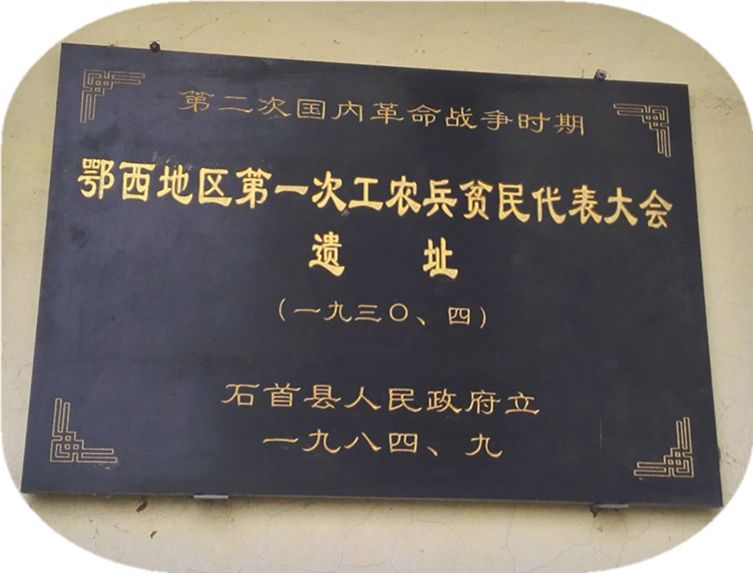 第二次国内革命战争时期
鄂西地区第一次工农兵贫民代表大会
遗址
(一九三〇、四)
石首县人民政府立
一九八四、九